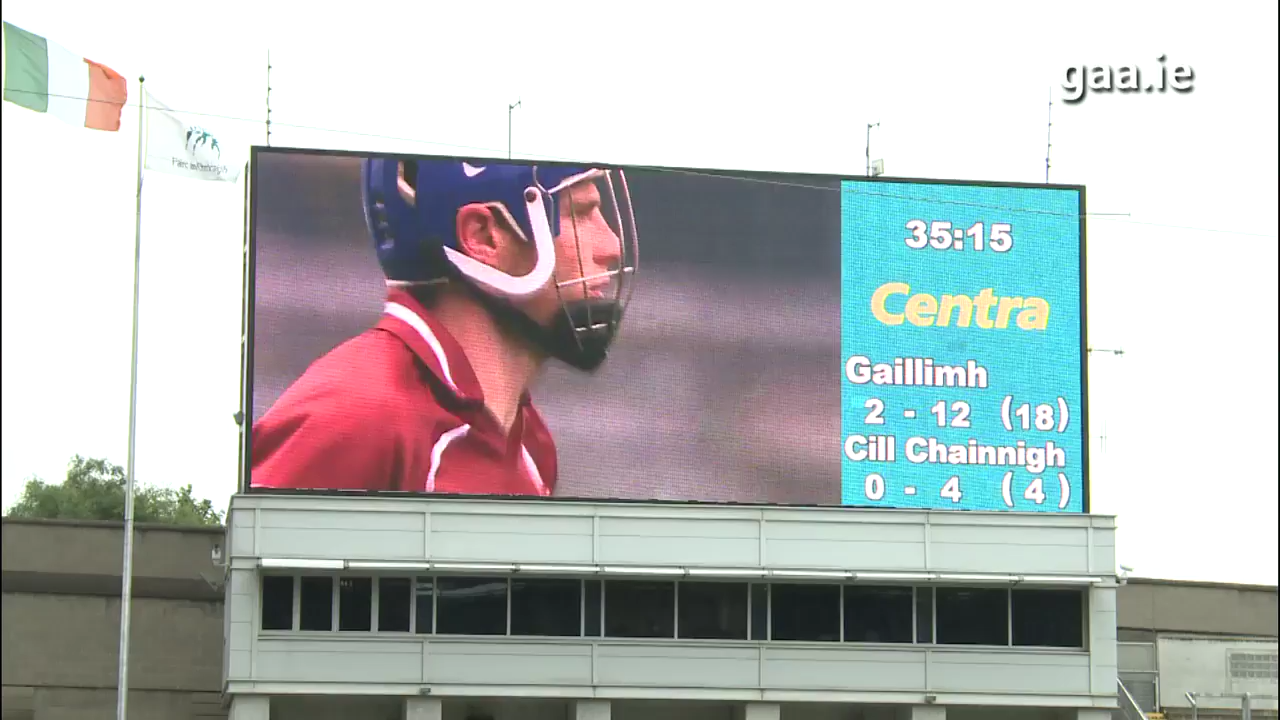 gaa.ie
35:15
Centra
Gaillimh
2 - 12 (18)
Cill Chainnigh
0 - 4 (4)